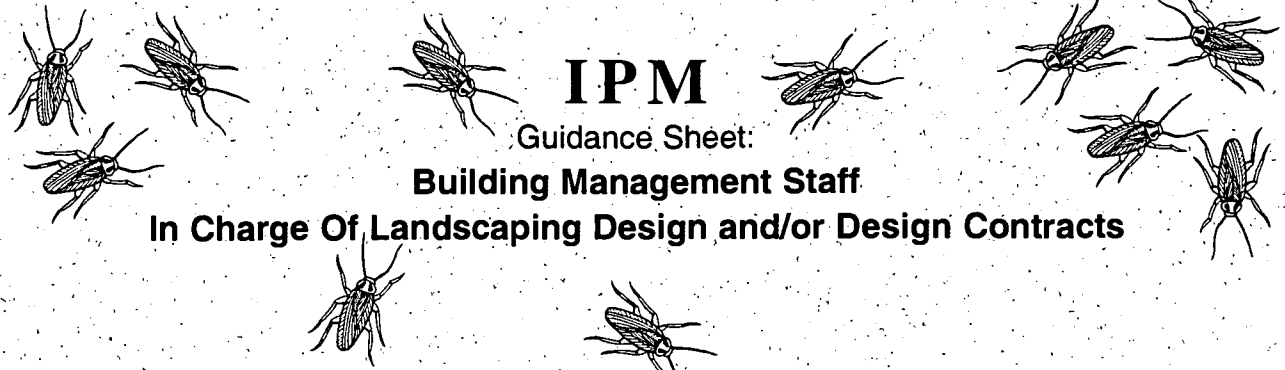 IPM
Guidance Sheet:
Building Management Staff
In Charge Of Landscaping Design and/or Design Contracts